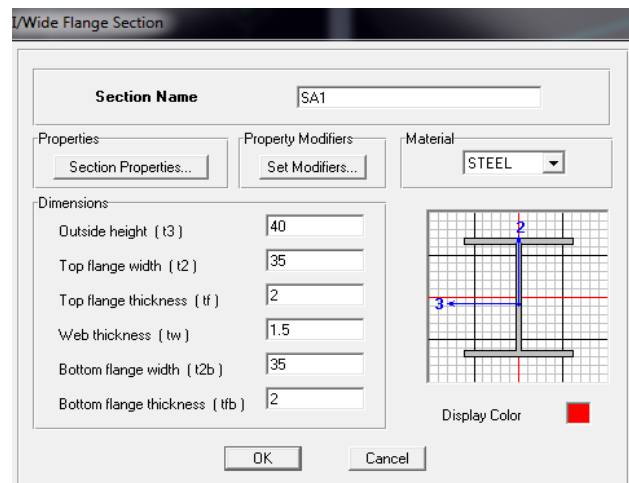 I/Wide Flange Section
Section Name SA1
Properties Property Modifiers Material
Section Properties... Set Modifiers... STEEL
Dimensions
Outside height ( t3 ) 40
Top flange width ( t2 ) 35
Top flange thickness ( tf ) 2
Web thickness ( tw ) 1.5
Bottom flange width ( t2b ) 35
Bottom flange thickness ( tfb ) 2
2
3
Display Color
OK Cancel